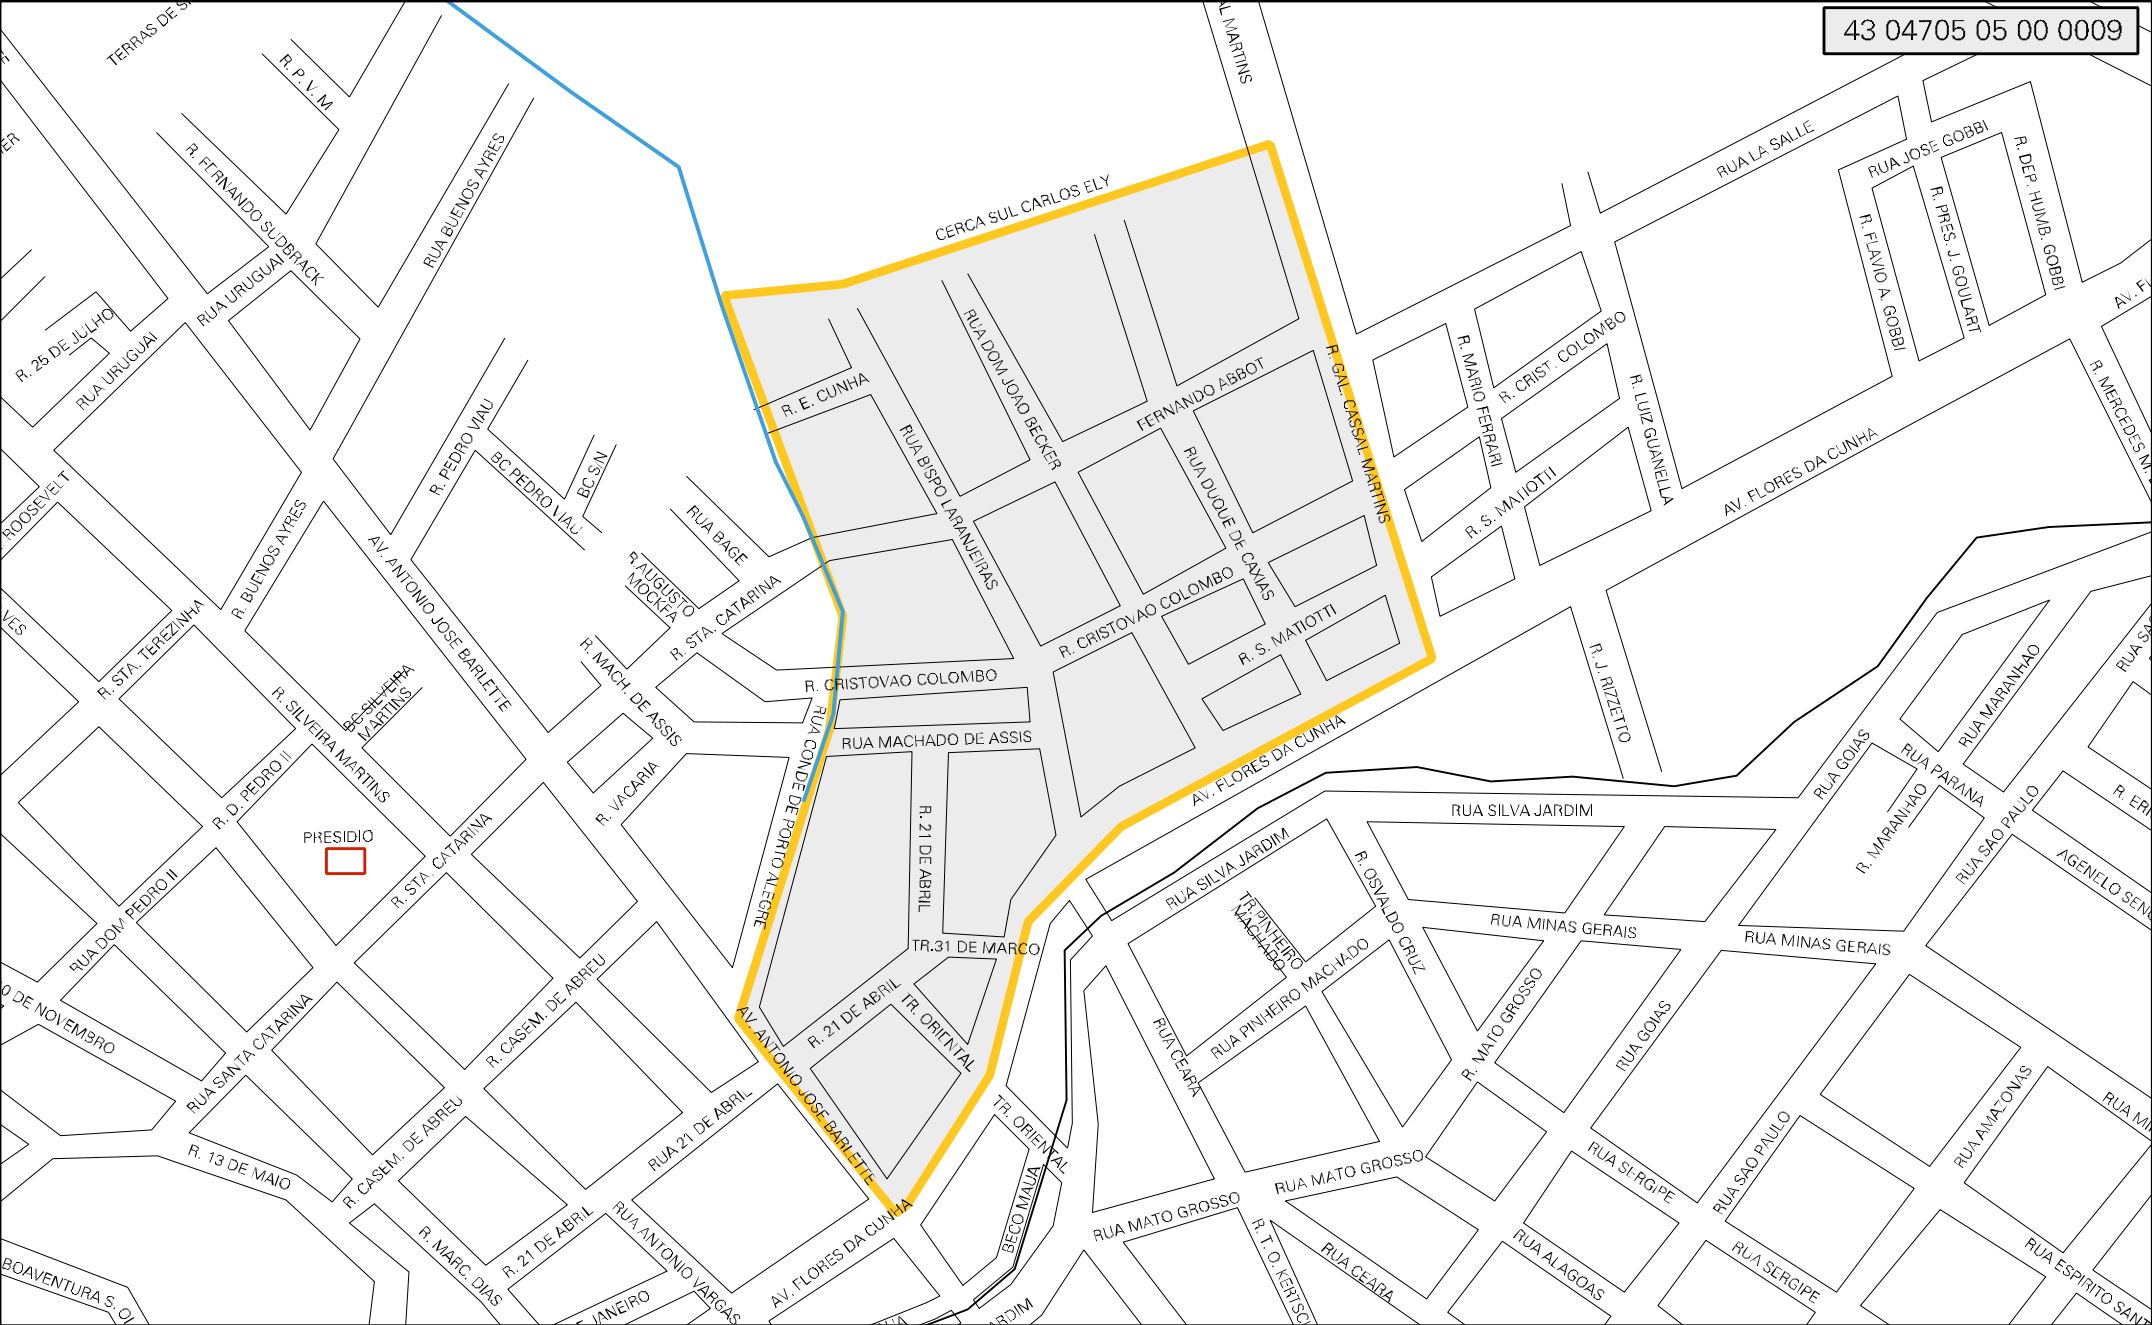 43 04705 05 00 0009
TERRAS DE
R. P. V. M
AL MARTINS
R. FERNANDO SUDBRACK
RUA BUENOS AYRES
RUA URUGUAI
R. 25 DE JULHO
RUA URUGUAI
CERCA SUL CARLOS ELY
RUA LA SALLE
RUA JOSE GOBBI
R. DEP. HUMB. GOBBI
R. PRES. J. GOULART
R. FLAVIO A. GOBBI
R. MERCEDES M.
RUA DOM JOAO BECKER
R. E. CUNHA
FERNANDO ABBOT
R. GAL. CASSAL MARTINS
R. MARIO FERRARI
R. CRIST. COLOMBO
R. LUIZ GUANELLA
R. S. MATIOTTI
AV. FLORES DA CUNHA
R. PEDRO VIAU
BC.PEDRO VIAU
BC. S/N
RUA BAGE
R.AUGUSTO
MOCKFA
R. STA. CATARINA
RUA BISPO LARANJEIRAS
RUA DUQUE DE CAXIAS
R. CRISTOVAO COLOMBO
R. S. MATIOTTI
ROOSEVELT
R. BUENOS AYRES
AV. ANTONIO JOSE BARLETTE
R. STA. TEREZINHA
VES
R. MACH. DE ASSIS
R. CRISTOVAO COLOMBO
RUA MACHADO DE ASSIS
RUA CONDE DE PORTO ALEGRE
R. SILVEIRA MARTINS
BC SILVEIRA
MARTINS
R. D. PEDRO II
R. VACARIA
PRESIDIO
R. STA. CATARINA
RUA DOM PEDRO II
R. 21 DE ABRIL
TR.31 DE MARCO
R. 21 DE ABRIL
TR. ORIENTAL
AV. FLORES DA CUNHA
R. J. RIZZETTO
RUA SILVA JARDIM
RUA SILVA JARDIM
RUA GOIAS
RUA MARANHAO
RUA PARANA
R. MARANHAO
RUA SAO PAULO
AGENELO
TR.PINHEIRO
MACHADO
R. OSVALDO CRUZ
RUA MINAS GERAIS
RUA MINAS GERAIS
RUA PINHEIRO MACHADO
R. MATO GROSSO
RUA GOIAS
RUA CEARA
0 DE NOVEMBRO
RUA SANTA CATARINA
R. CASEM. DE ABREU
AV. ANTONIO JOSE BARLETTE
R. CASEM. DE ABREU
RUA 21 DE ABRIL
TR. ORIENTAL
BECO MAUA
R. 13 DE MAIO
R. MARC. DIAS
R. 21 DE ABRIL
RUA ANTONIO VARGAS
AV. FLORES DA CUNHA
BOAVENTURA S.
JANEIRO
RUA MATO GROSSO
RUA MATO GROSSO
R. T. O. KERTSCH
RUA CEARA
RUA SERGIPE
RUA ALAGOAS
RUA SERGIPE
RUA SAO PAULO
RUA AMAZONAS
RUA ESPIRITO SANT
ARDIM